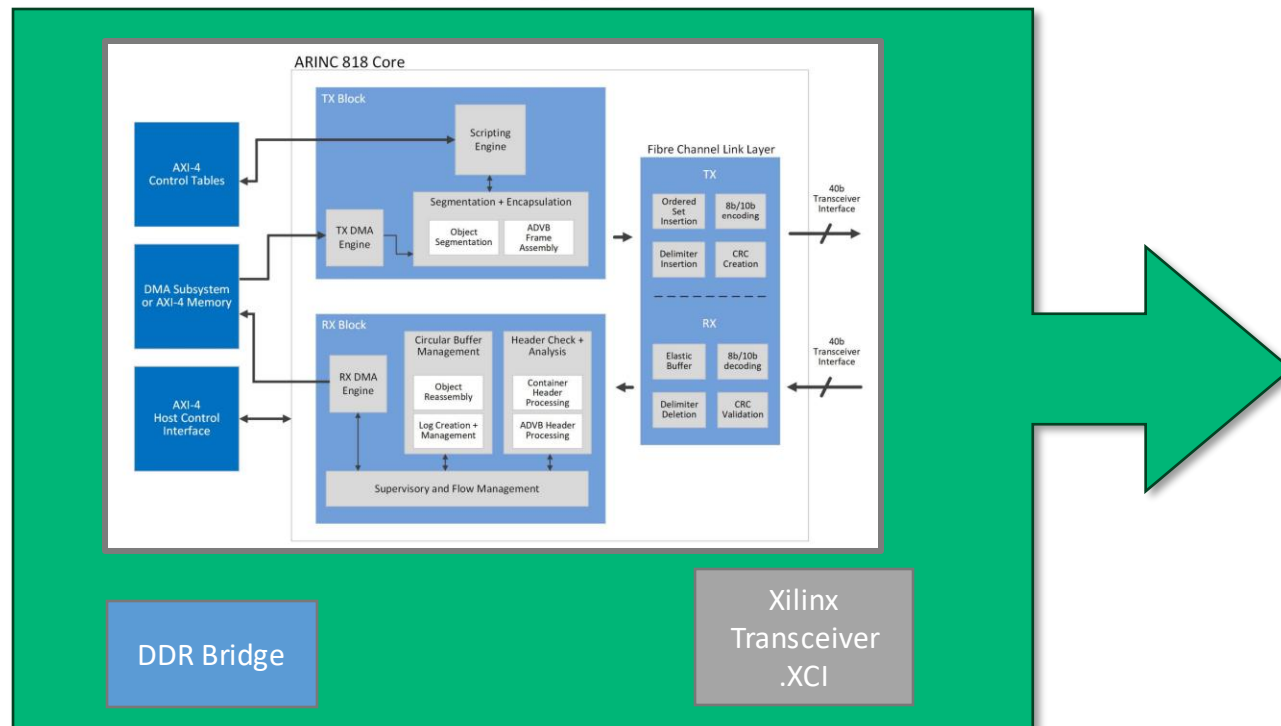 ARINC 818 Core
TX Block
Scripting
Engine
AXI-4
Control Tables
Segmentation + Encapsulation
TX DMA
Engine
Object
Segmentation
ADVB
Frame
Assembly
DMA Subsystem
or AXI-4 Memory
Fibre Channel Link Layer
TX
Ordered
Set
Insertion
8b/10b
encoding
Delimiter
Insertion
CRC
Creation
40b
Transceiver
Interface
RX Block
Circular Buffer
Management
Header Check +
Analysis
RX DMA
Engine
Object
Reassembly
Container
Header
Processing
Log Creation +
Management
ADVB Header
Processing
Supervisory and Flow Management
AXI-4
Host Control
Interface
RX
Elastic
Buffer
8b/10b
decoding
Delimiter
Deletion
CRC
Validation
40b
Transceiver
Interface
DDR Bridge
Xilinx
Transceiver
.XCI